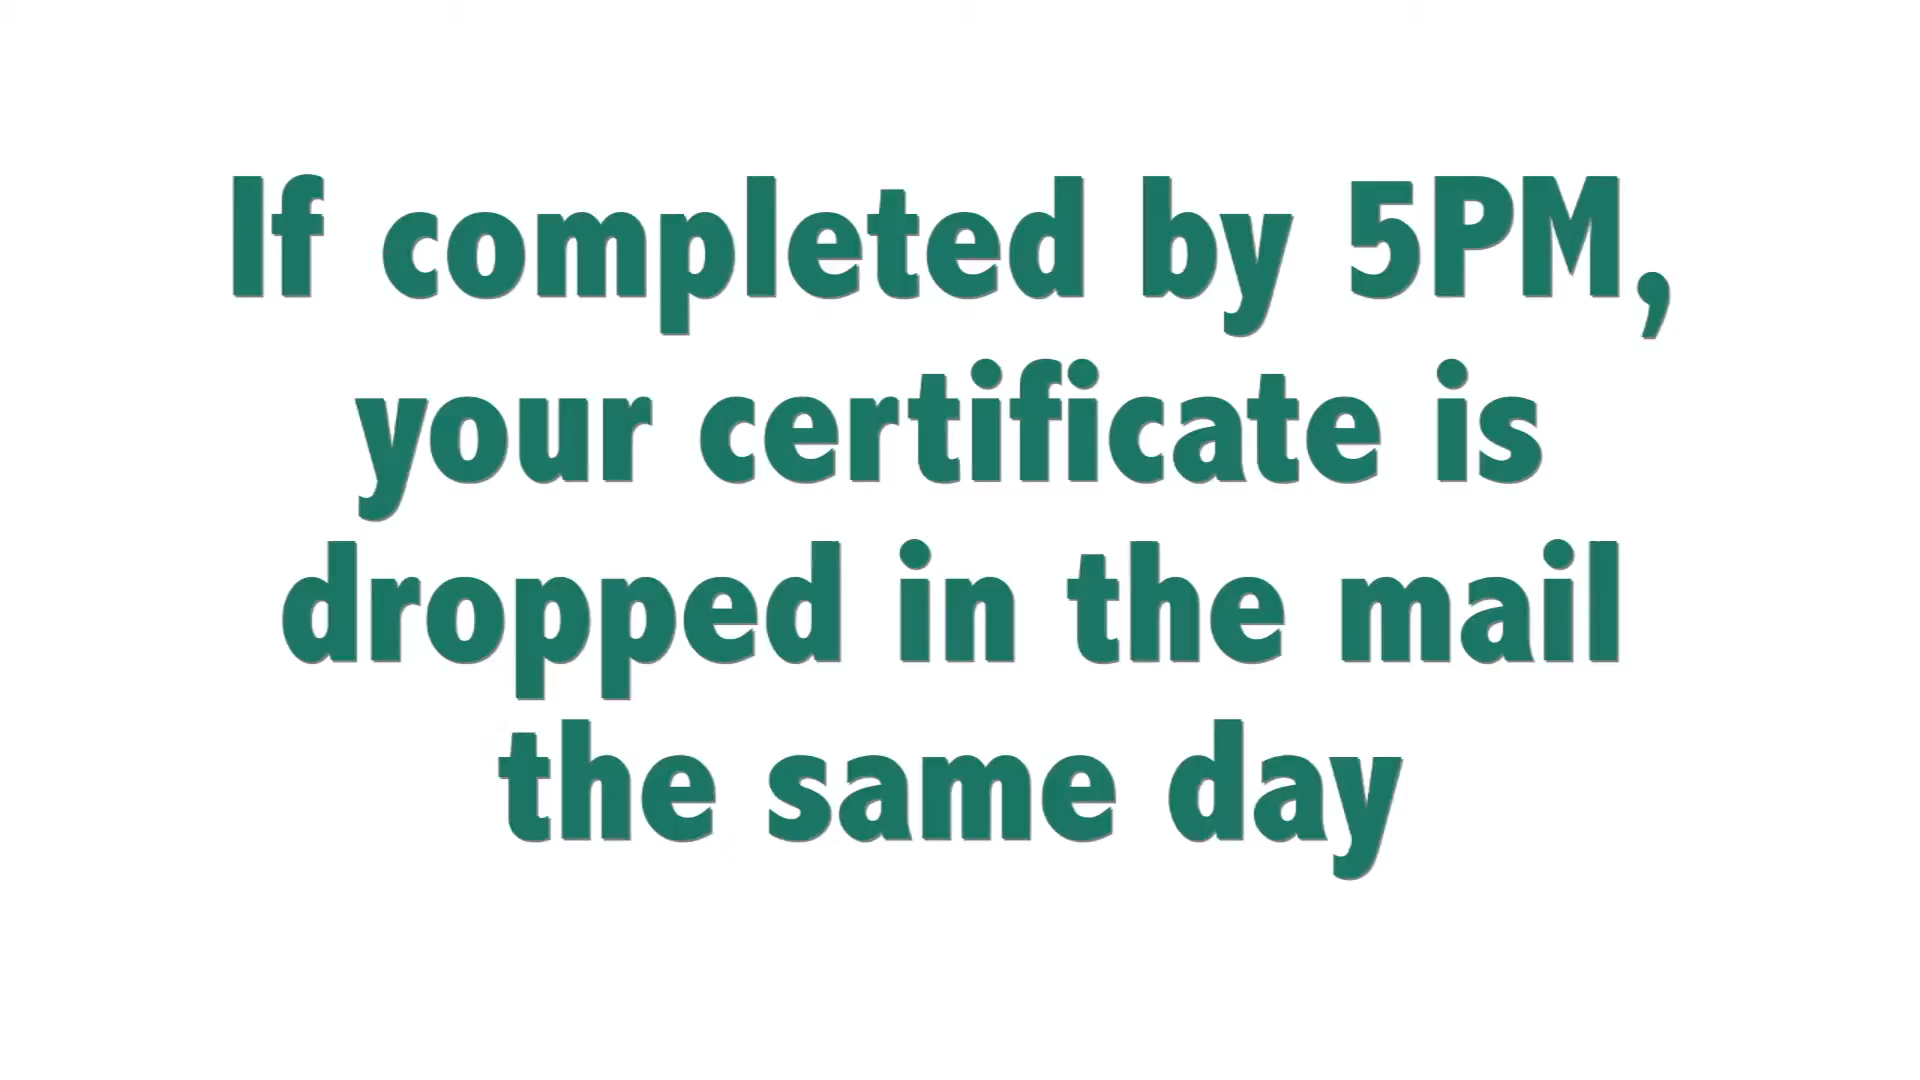 If completed by 5PM,
your certificate is
dropped in the mail
the same day